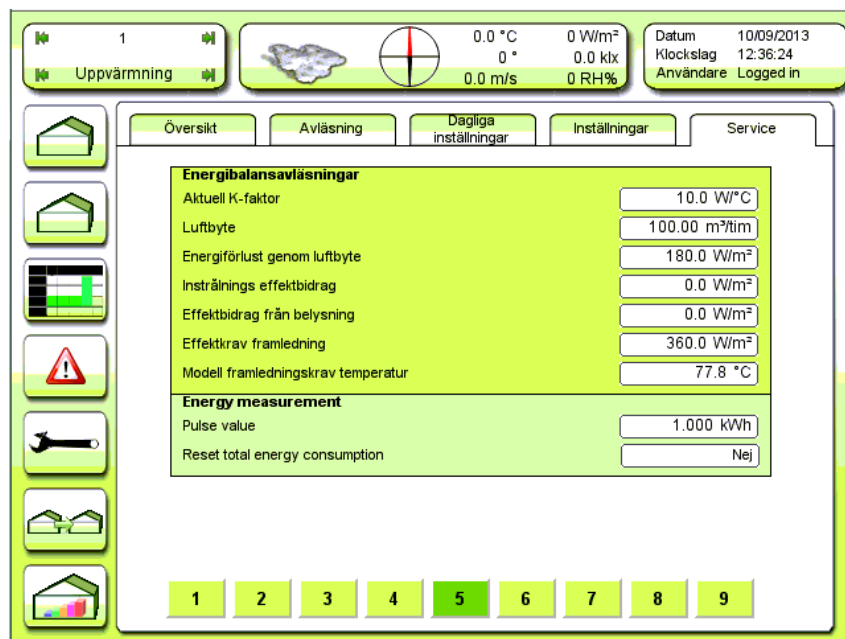 1
Uppvärmning
0.0 °C 0 W/m²
0 ° 0.0 klx
0.0 m/s 0 RH%
Datum 10/09/2013
Klockslag 12:36:24
Användare Logged in
Översikt
Avläsning
Dagliga
inställningar
Inställningar
Service
Energibalansavläsningar
Aktuell K-faktor 10.0 W/°C
Luftbyte 100.00 m³/tim
Energiförlust genom luftbyte 180.0 W/m²
Instrålnings effektbidrag 0.0 W/m²
Effektbidrag från belysning 0.0 W/m²
Effektkrav framledning 360.0 W/m²
Modell framledningskrav temperatur 77.8 °C
Energy measurement
Pulse value 1.000 kWh
Reset total energy consumption Nej
1 2 3 4 5 6 7 8 9